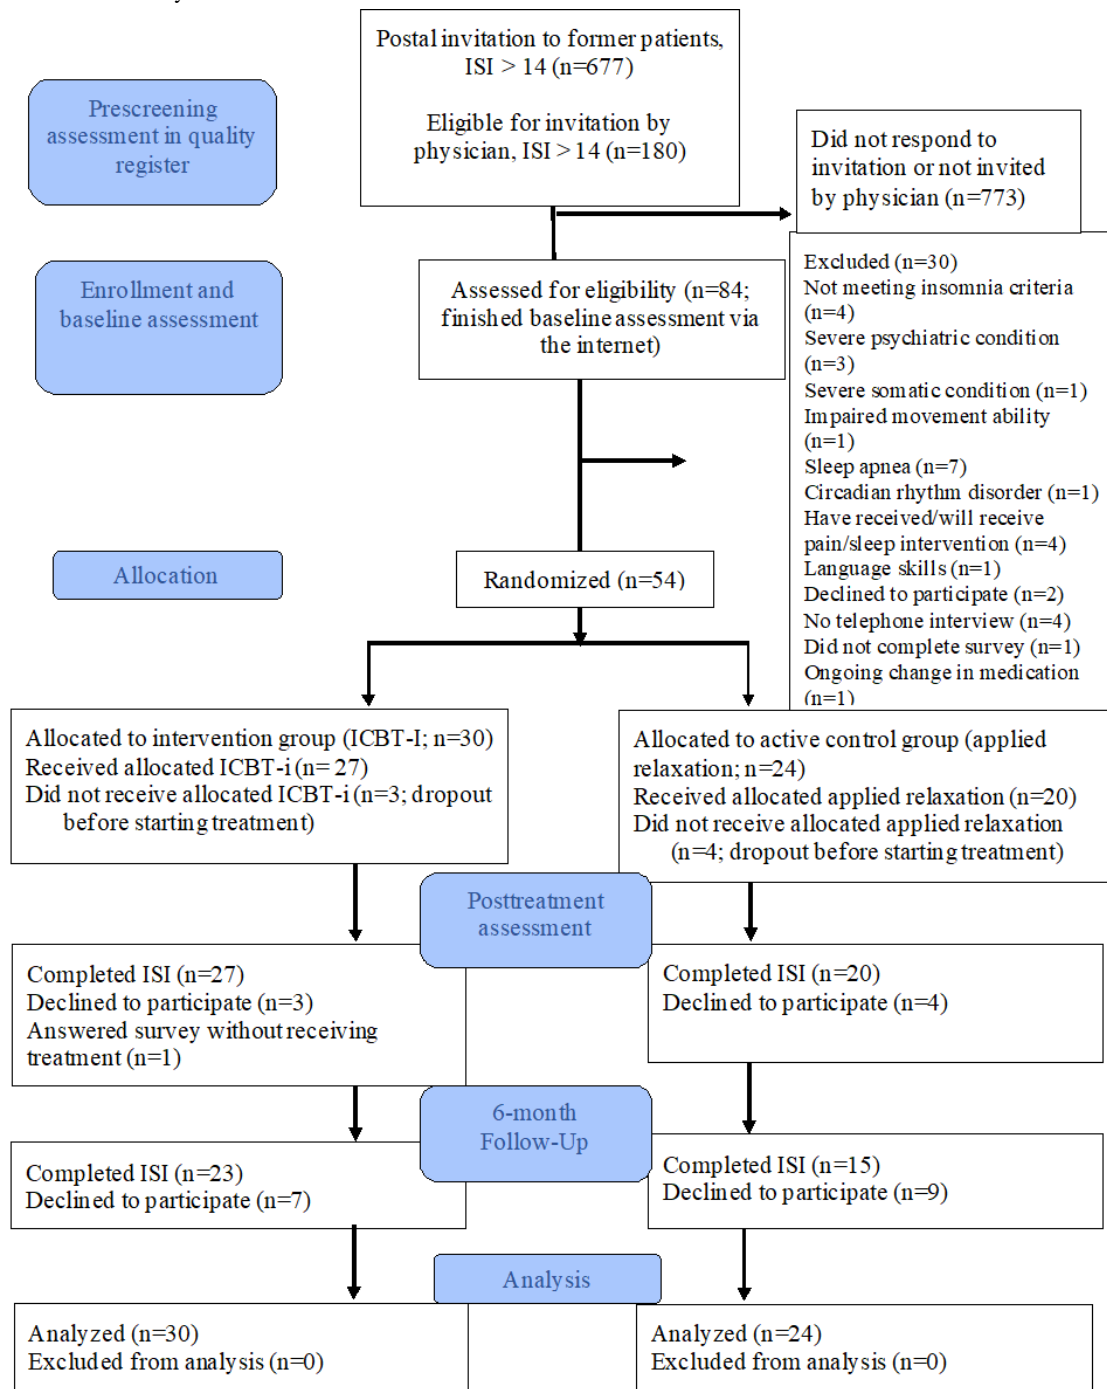 Postal invitation to former patients,
ISI > 14 (n=677)
Eligible for invitation by
physician, ISI > 14 (n=180)
Prescreening
assessment in quality
register
Did not respond to
invitation or not invited
by physician (n=773)
Enrollment and
baseline assessment
Assessed for eligibility (n=84;
finished baseline assessment via
the internet)
Excluded (n=30)
Not meeting insomnia criteria
(n=4)
Severe psychiatric condition
(n=3)
Severe somatic condition (n=1)
Impaired movement ability
(n=1)
Sleep apnea (n=7)
Circadian rhythm disorder (n=1)
Have received/will receive
pain/sleep intervention (n=4)
Language skills (n=1)
Declined to participate (n=2)
No telephone interview (n=4)
Did not complete survey (n=1)
Ongoing change in medication
(n=1)
Allocation
Randomized (n=54)
Allocated to intervention group (ICBT-I; n=30)
Received allocated ICBT-i (n= 27)
Did not receive allocated ICBT-i (n=3; dropout
before starting treatment)
Allocated to active control group (applied
relaxation; n=24)
Received allocated applied relaxation (n=20)
Did not receive allocated applied relaxation
(n=4; dropout before starting treatment)
Posttreatment
assessment
Completed ISI (n=27)
Declined to participate (n=3)
Answered survey without receiving
treatment (n=1)
Completed ISI (n=20)
Declined to participate (n=4)
6-month
Follow-Up
Completed ISI (n=23)
Declined to participate (n=7)
Completed ISI (n=15)
Declined to participate (n=9)
Analysis
Analyzed (n=30)
Excluded from analysis (n=0)
Analyzed (n=24)
Excluded from analysis (n=0)